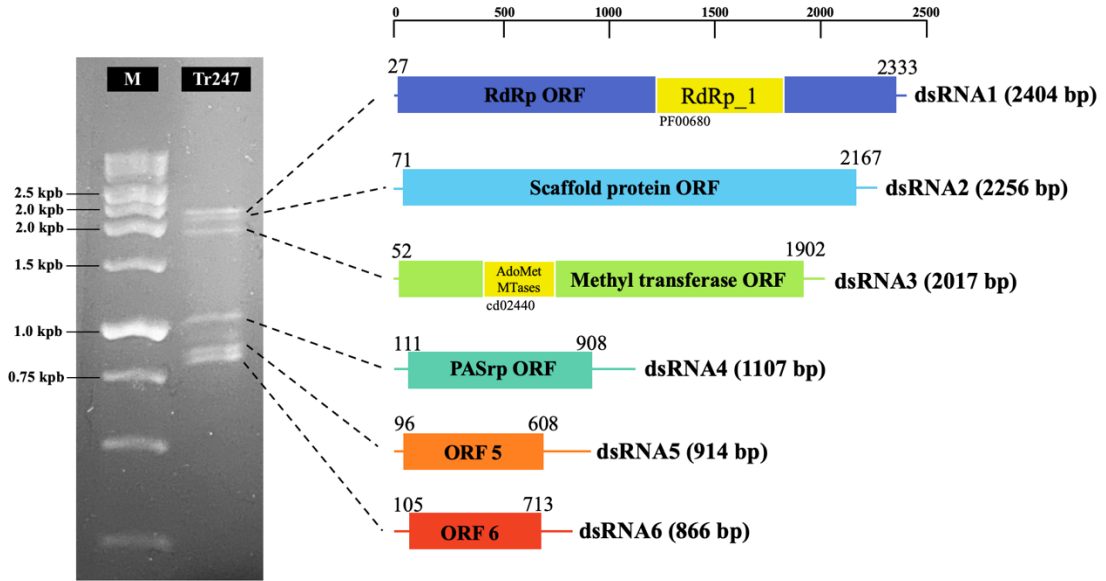 0 500 1000 1500 2000 2500
M Tr247
2.5 kpb
2.0 kpb
2.0 kpb
1.5 kpb
1.0 kpb
0.75 kpb
27 2333
RdRp ORF RdRp_1 dsRNA1 (2404 bp)
PF00680
71 2167
Scaffold protein ORF dsRNA2 (2256 bp)
52 1902
AdoMet
MTases
Methyl transferase ORF dsRNA3 (2017 bp)
cd02440
111 908
PASrp ORF dsRNA4 (1107 bp)
96 608
ORF 5 dsRNA5 (914 bp)
105 713
ORF 6 dsRNA6 (866 bp)